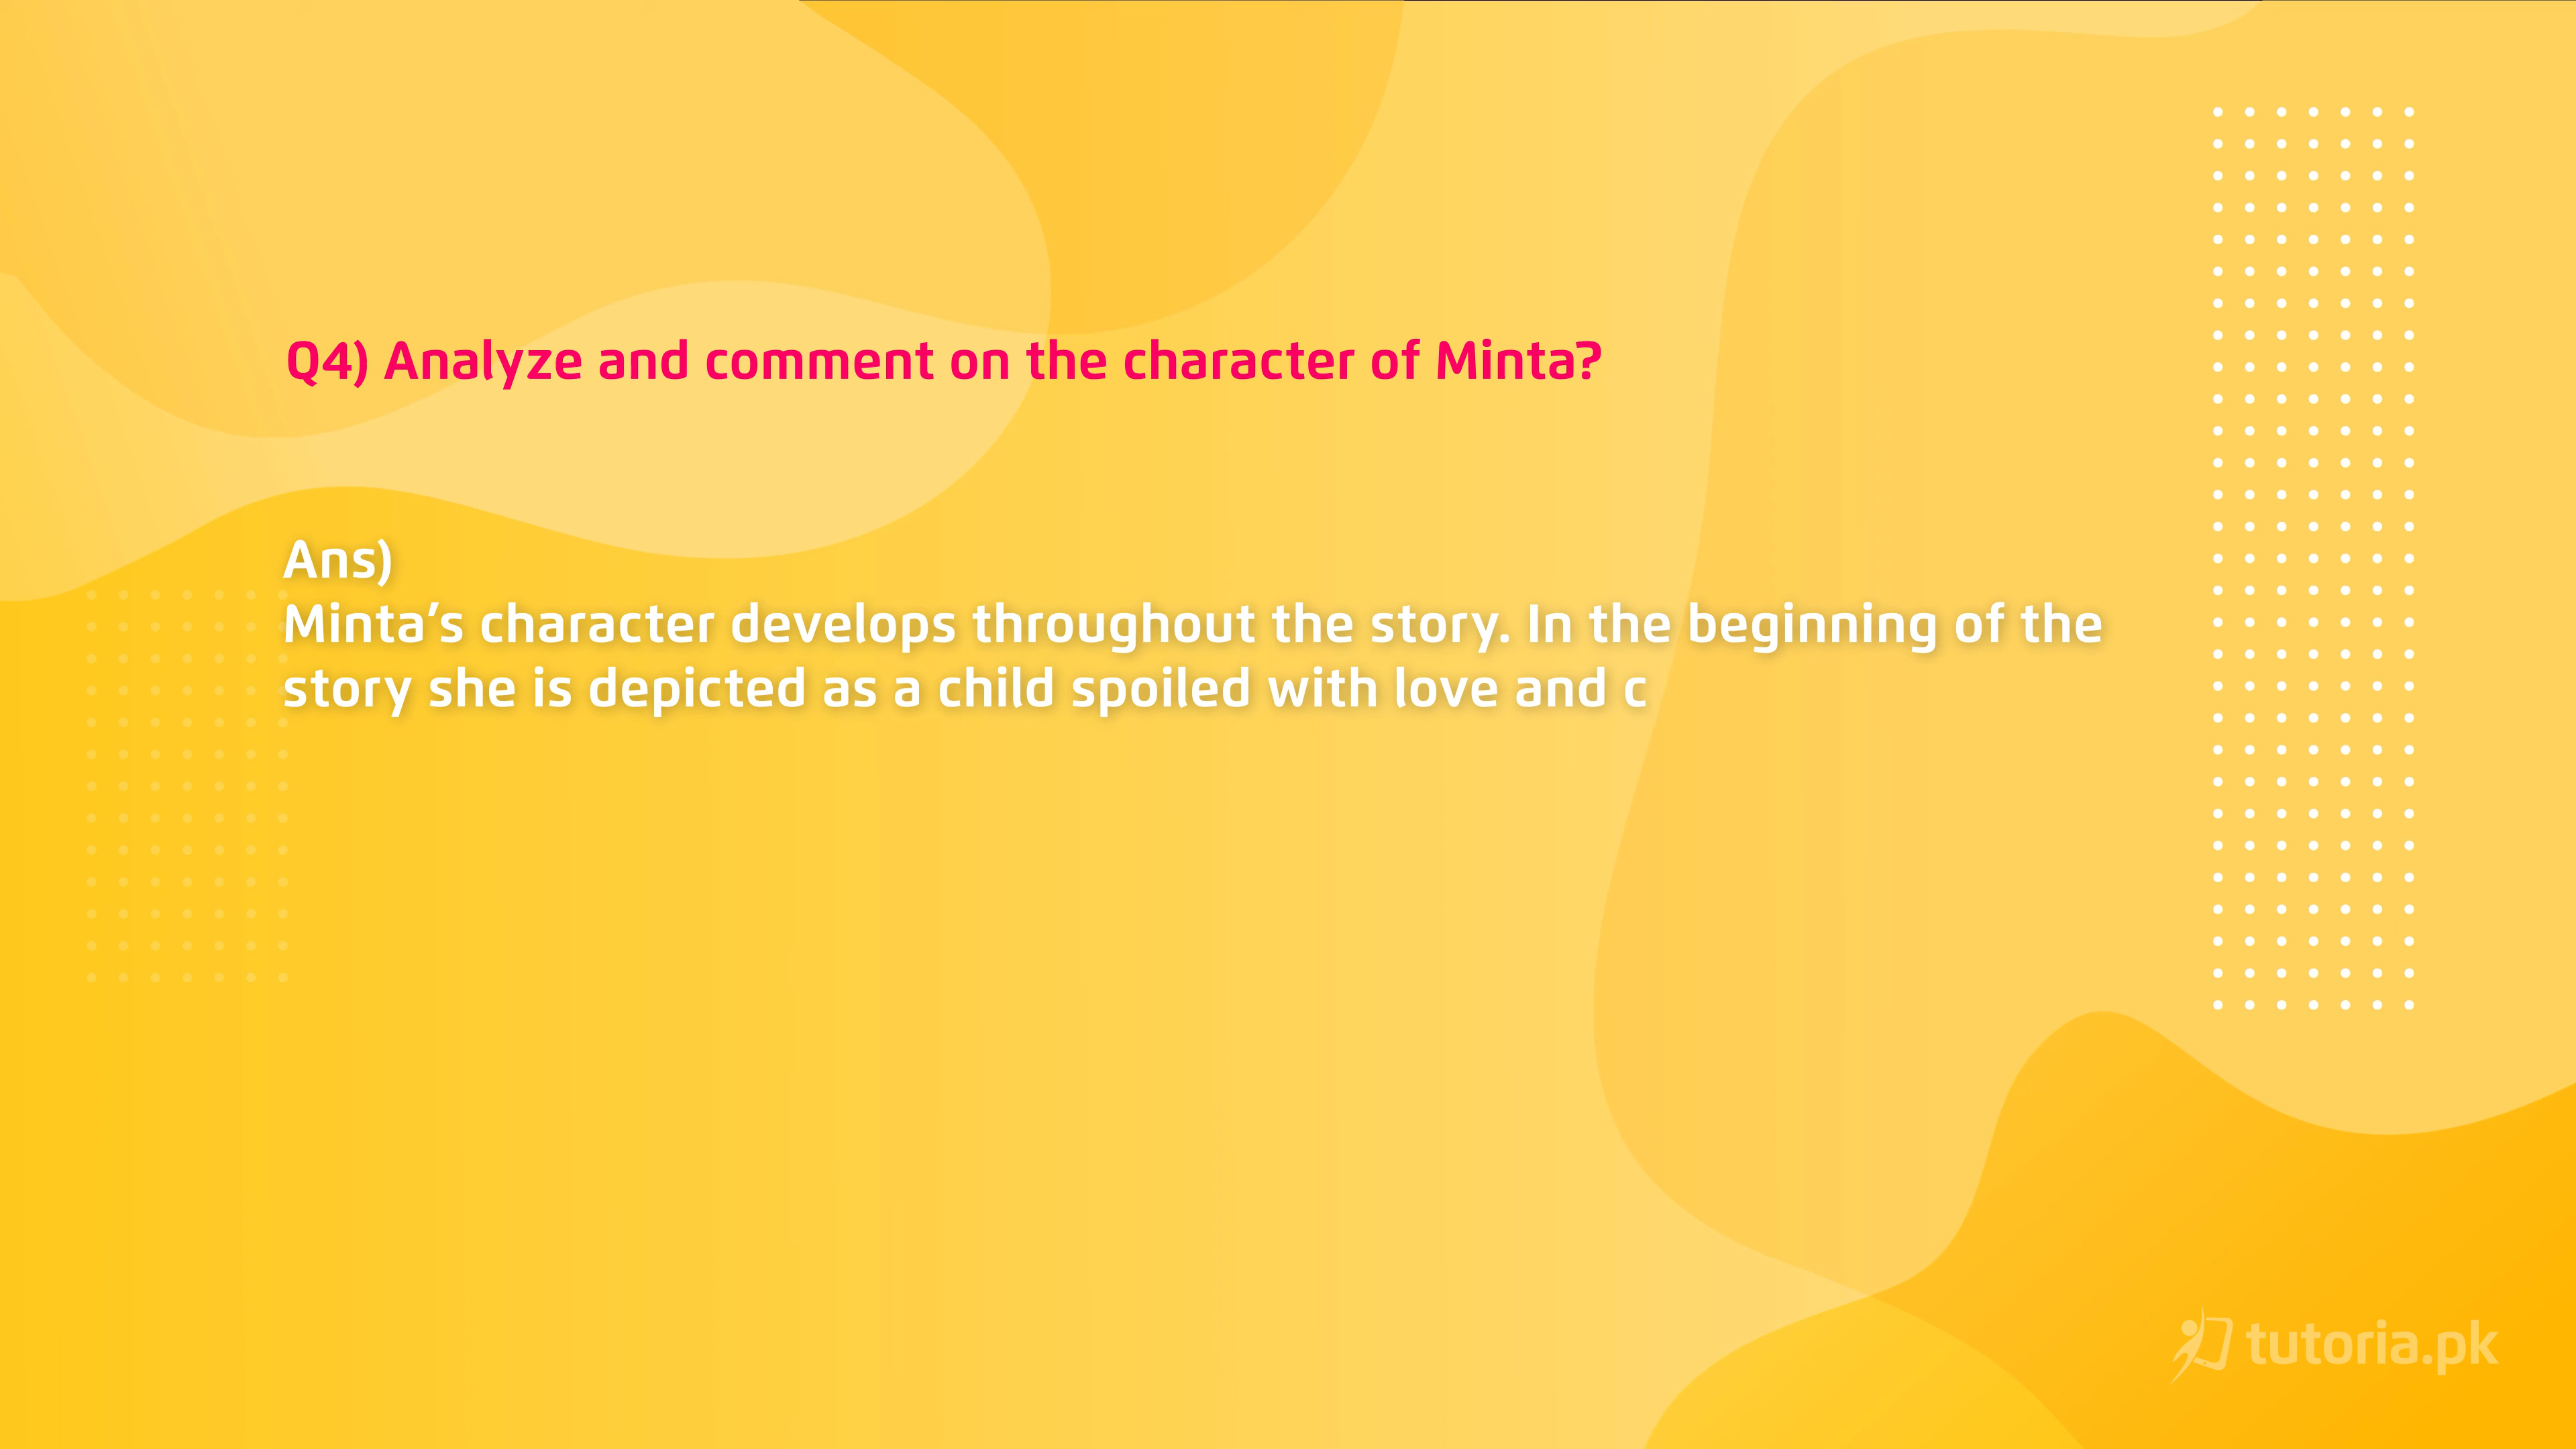 Q4) Analyze and comment on the character of Minta?
Ans)
Minta’s character develops throughout the story. In the beginning of the
story she is depicted as a child spoiled with love and c
tutoria.pk